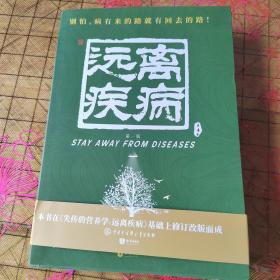 别怕，病有来的路就有回去的路！
远离
疾病
第一版
STAY AWAY FROM DISEASES
本书在《失传的营养学：远离疾病》基础上修订改版而成